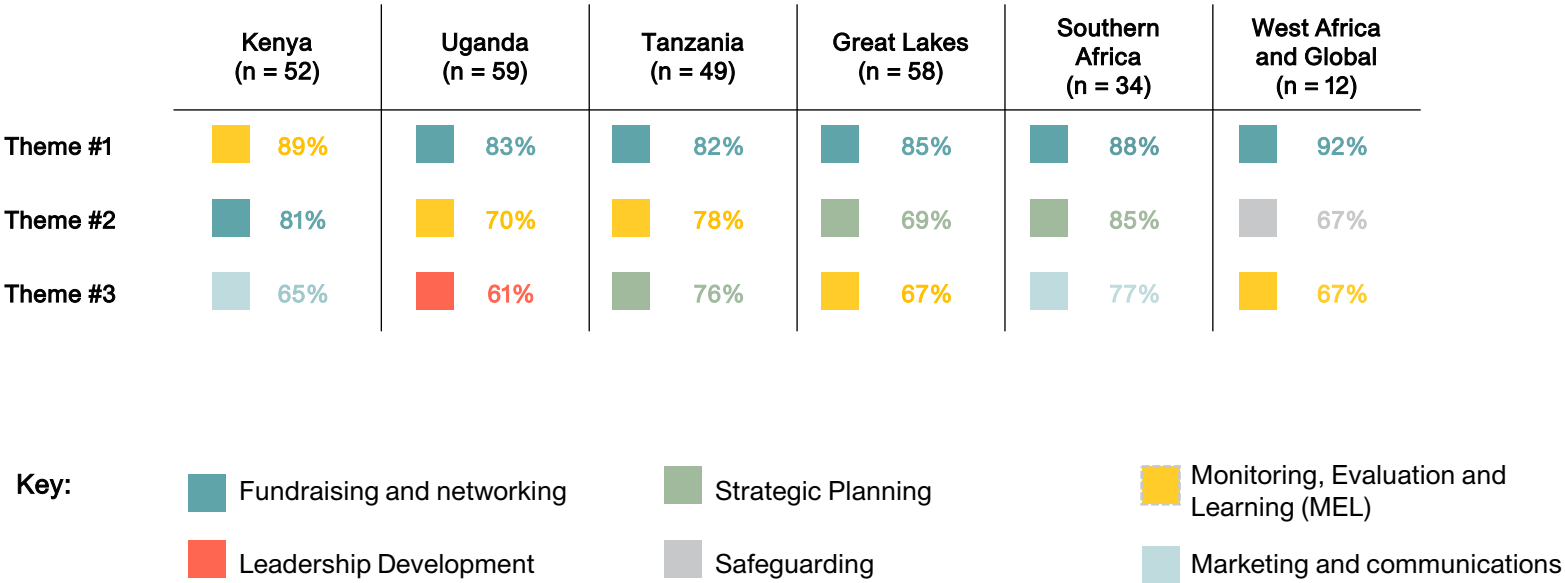 Kenya
(n = 52)
Uganda
(n = 59)
Tanzania
(n = 49)
Great Lakes
(n = 58)
Southern
Africa
(n = 34)
West Africa
and Global
(n = 12)
Theme #1 89% 83% 82% 85% 88% 92%
Theme #2 81% 70% 78% 69% 85% 67%
Theme #3 65% 61% 76% 67% 77% 67%
Key:
Fundraising and networking
Strategic Planning
Monitoring, Evaluation and
Learning (MEL)
Leadership Development
Safeguarding
Marketing and communications